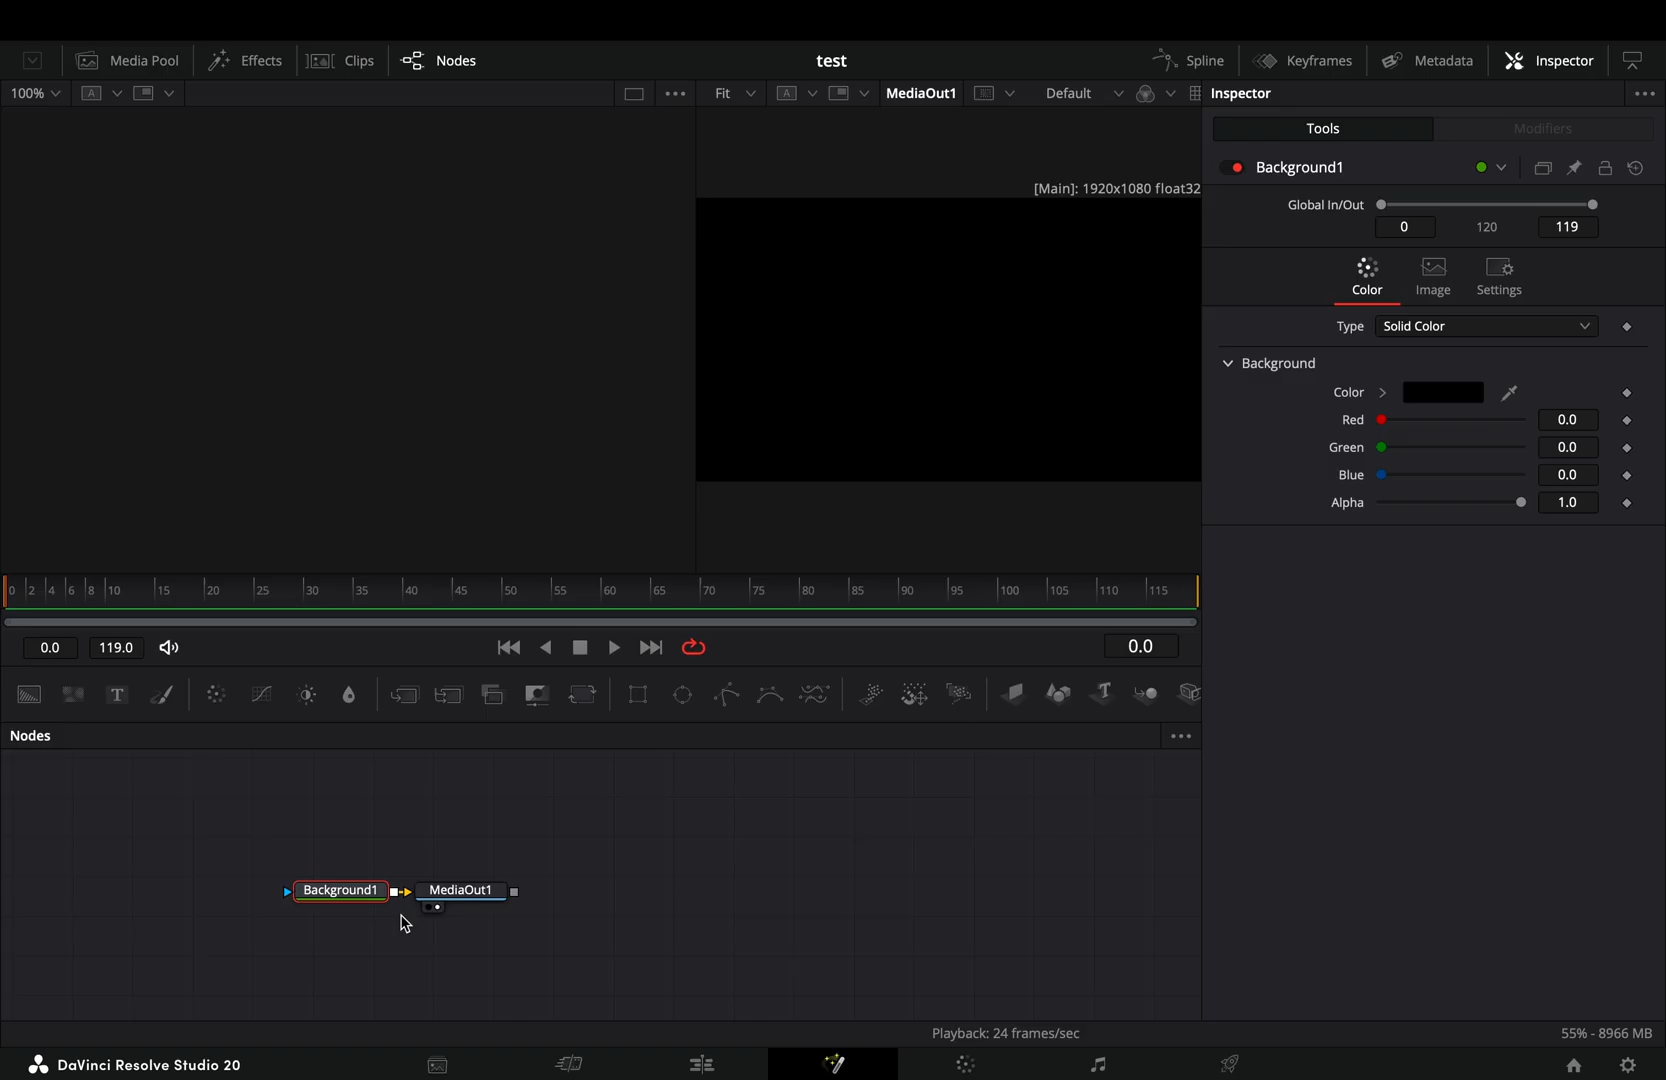 Media Pool Effects Clips Nodes test Spline Keyframes Metadata Inspector
100% A Fit A MediaOut1 Default Inspector
Tools Modifiers
Background1
[Main]: 1920x1080 float32
Global In/Out
0 120 119
Color Image Settings
Type Solid Color
Background
Color
Red 0.0
Green 0.0
Blue 0.0
Alpha 1.0
0 2 4 6 8 10 15 20 25 30 35 40 45 50 55 60 65 70 75 80 85 90 95 100 105 110 115
0.0 119.0 0.0
T T
Nodes
Background1 MediaOut1
Playback: 24 frames/sec 55% - 8966 MB
DaVinci Resolve Studio 20